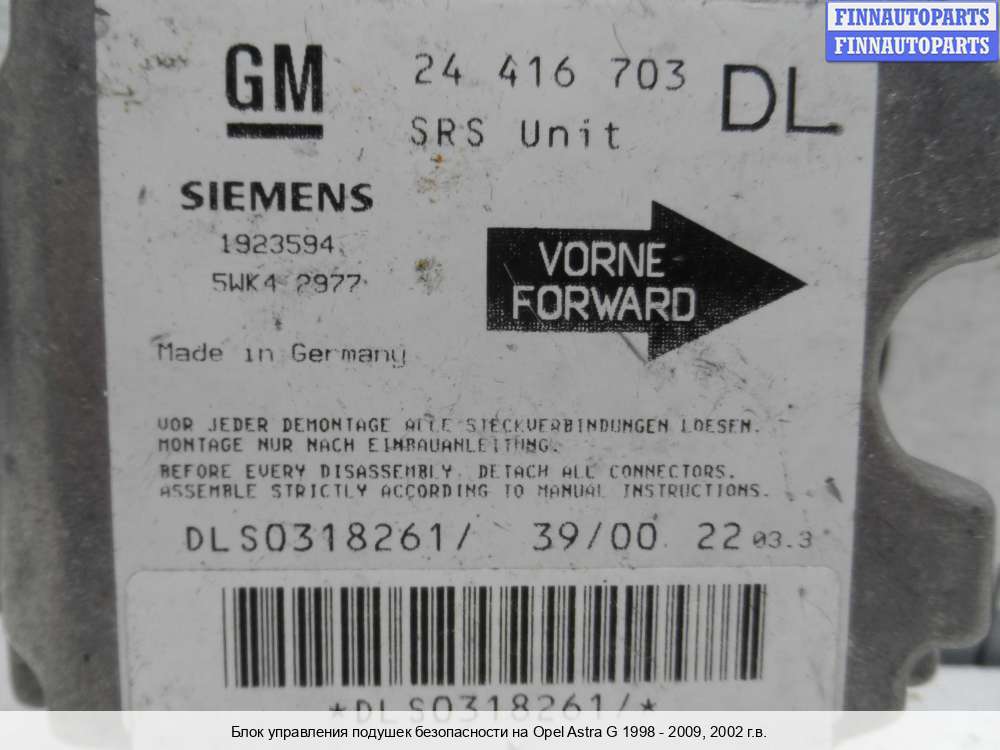 FINNAUTOPARTS
FINNAUTOPARTS
GM 24 416 703 DL
SRS Unit
SIEMENS
1923594
5WK4 2977
VORNE
FORWARD
Made in Germany
VOR JEDER DEMONTAGE ALLE STECKVERBINDUNGEN LOESEN.
MONTAGE NUR NACH EINBAUANLEITUNG.
BEFORE EVERY DISASSEMBLY DETACH ALL CONNECTORS.
ASSEMBLE STRICTLY ACCORDING TO MANUAL INSTRUCTIONS.
DLS0318261/ 39/00 22 03.3
*DLS0318261/*
Блок управления подушек безопасности на Opel Astra G 1998 - 2009, 2002 г.в.